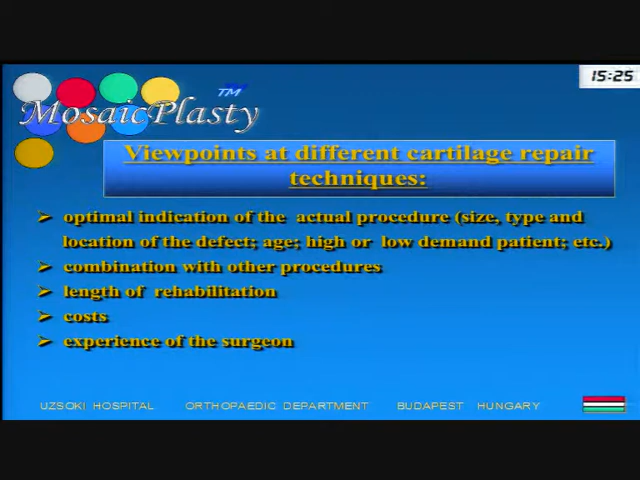 15:25
TM
MosaicPlasty
Viewpoints at different cartilage repair
techniques:
➢ optimal indication of the actual procedure (size, type and
location of the defect; age; high or low demand patient; etc.)
➢ combination with other procedures
➢ length of rehabilitation
➢ costs
➢ experience of the surgeon
UZSOKI HOSPITAL ORTHOPAEDIC DEPARTMENT BUDAPEST HUNGARY